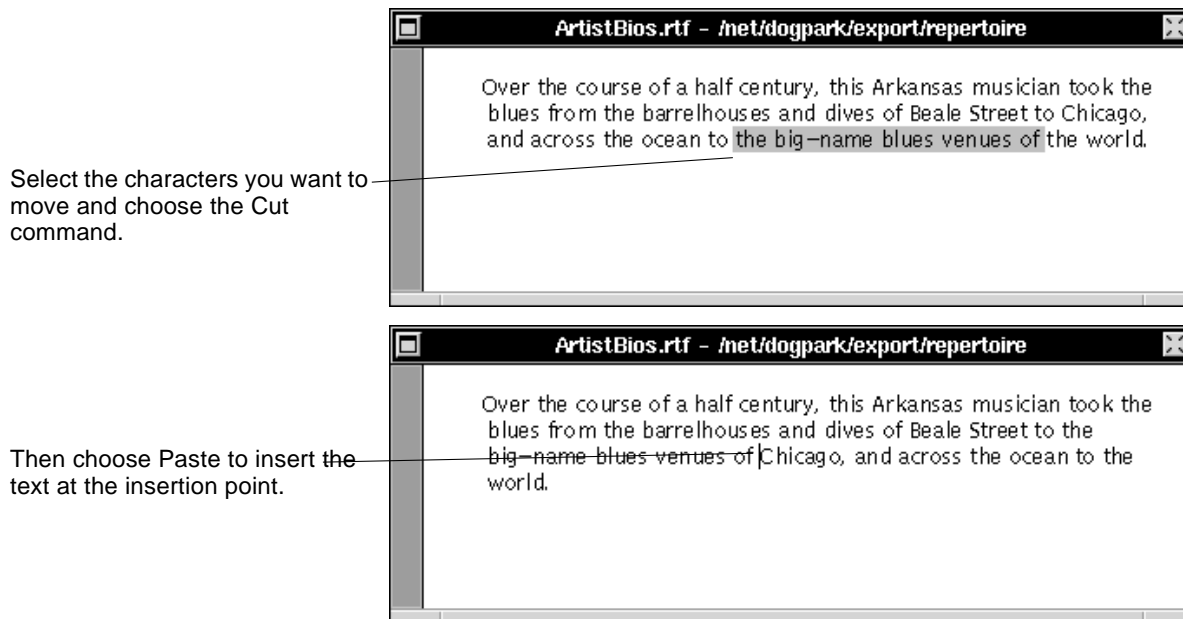 ArtistBios.rtf – /net/dogpark/export/repertoire
Over the course of a half century, this Arkansas musician took the
blues from the barrelhouses and dives of Beale Street to Chicago,
and across the ocean to the big–name blues venues of the world.
Select the characters you want to
move and choose the Cut
command.
ArtistBios.rtf – /net/dogpark/export/repertoire
Over the course of a half century, this Arkansas musician took the
blues from the barrelhouses and dives of Beale Street to the
big–name blues venues of Chicago, and across the ocean to the
world.
Then choose Paste to insert the
text at the insertion point.